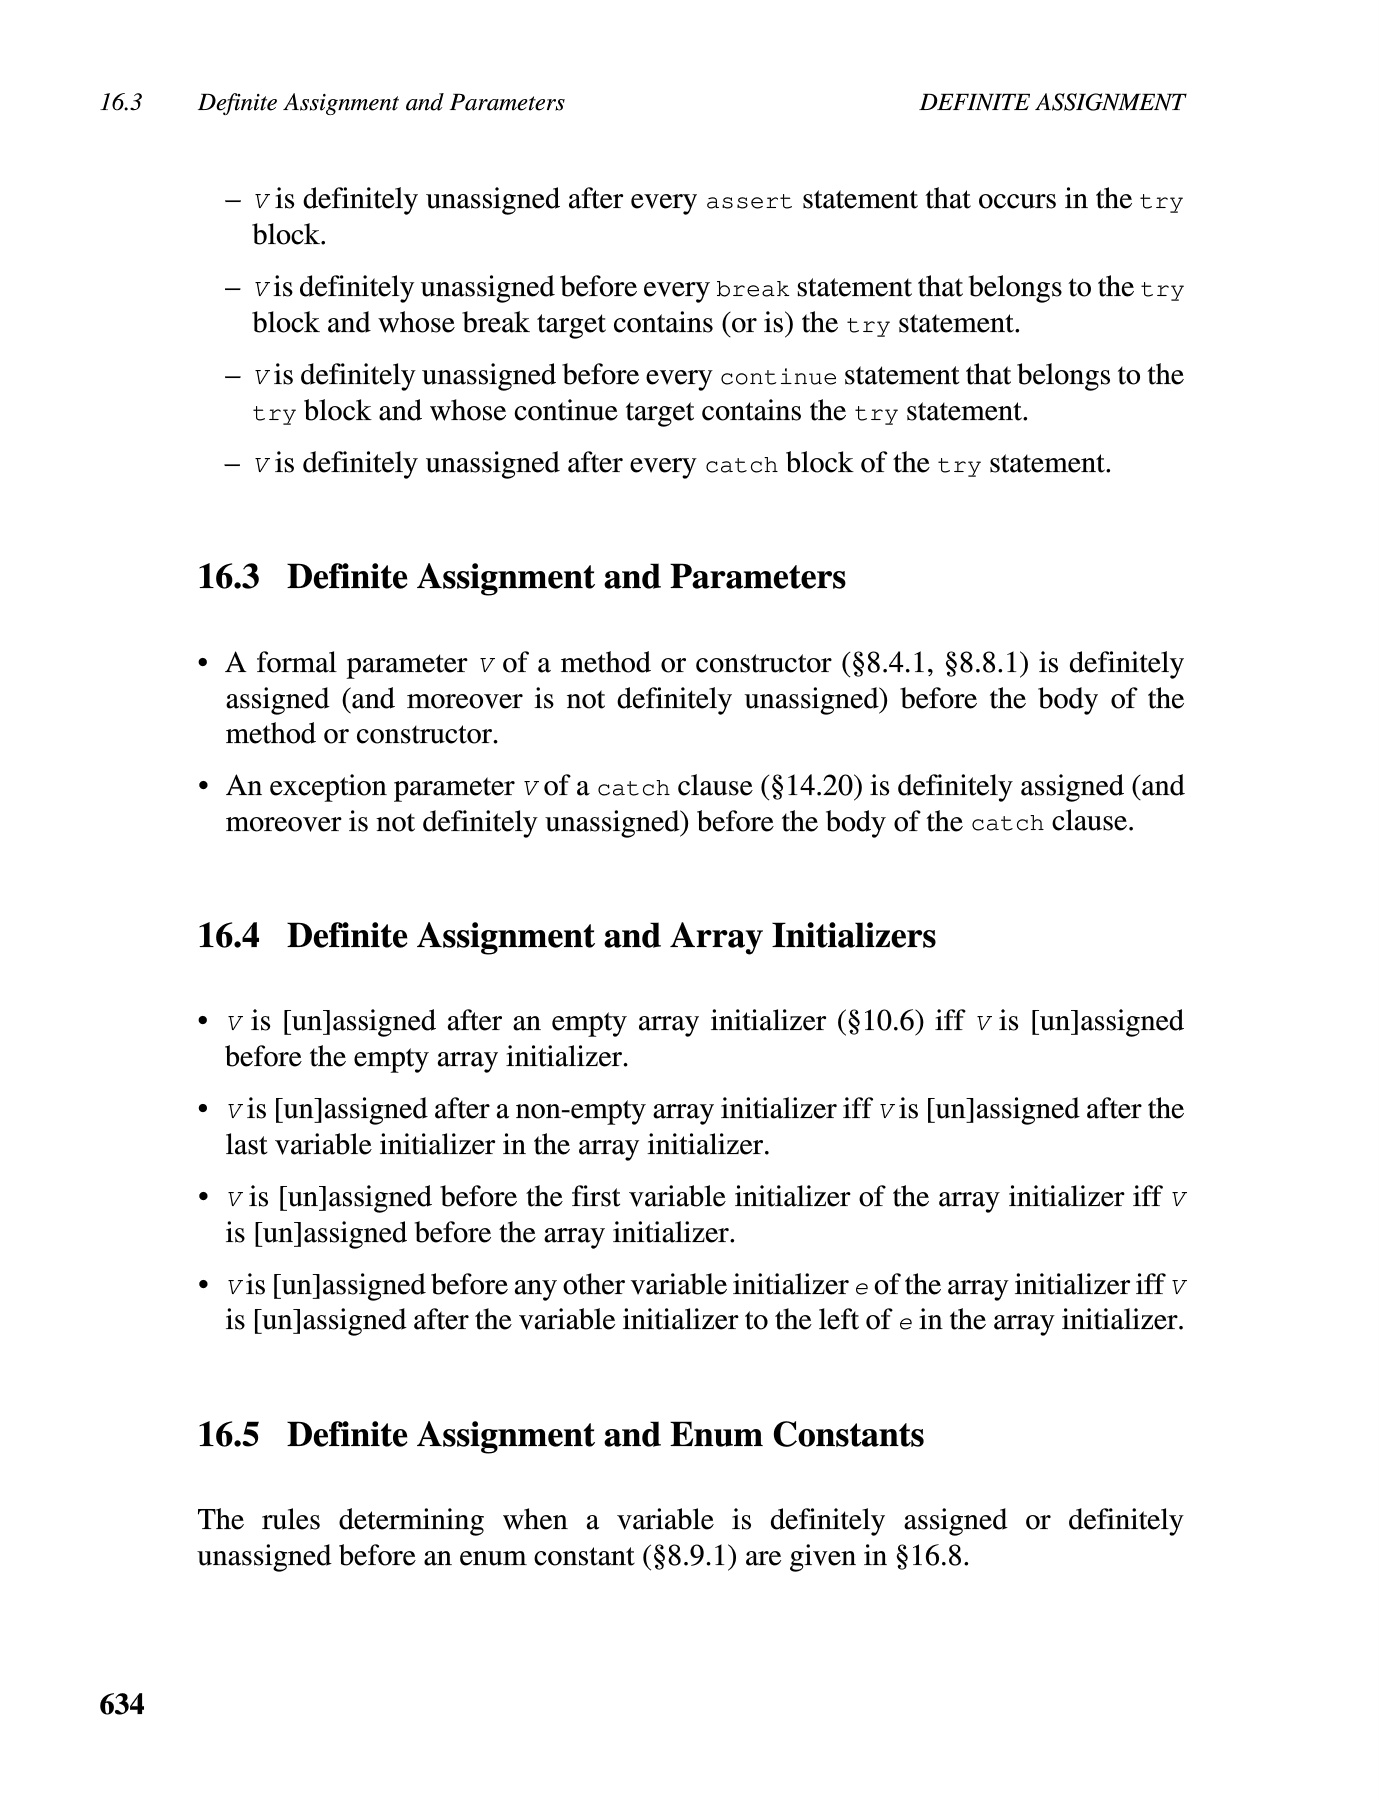 16.3 Definite Assignment and Parameters DEFINITE ASSIGNMENT
– V is definitely unassigned after every assert statement that occurs in the try
block.
– V is definitely unassigned before every break statement that belongs to the try
block and whose break target contains (or is) the try statement.
– V is definitely unassigned before every continue statement that belongs to the
try block and whose continue target contains the try statement.
– V is definitely unassigned after every catch block of the try statement.
16.3 Definite Assignment and Parameters
• A formal parameter V of a method or constructor (§8.4.1, §8.8.1) is definitely
assigned (and moreover is not definitely unassigned) before the body of the
method or constructor.
• An exception parameter V of a catch clause (§14.20) is definitely assigned (and
moreover is not definitely unassigned) before the body of the catch clause.
16.4 Definite Assignment and Array Initializers
• V is [un]assigned after an empty array initializer (§10.6) iff V is [un]assigned
before the empty array initializer.
• V is [un]assigned after a non-empty array initializer iff V is [un]assigned after the
last variable initializer in the array initializer.
• V is [un]assigned before the first variable initializer of the array initializer iff V
is [un]assigned before the array initializer.
• V is [un]assigned before any other variable initializer e of the array initializer iff V
is [un]assigned after the variable initializer to the left of e in the array initializer.
16.5 Definite Assignment and Enum Constants
The rules determining when a variable is definitely assigned or definitely
unassigned before an enum constant (§8.9.1) are given in §16.8.
634